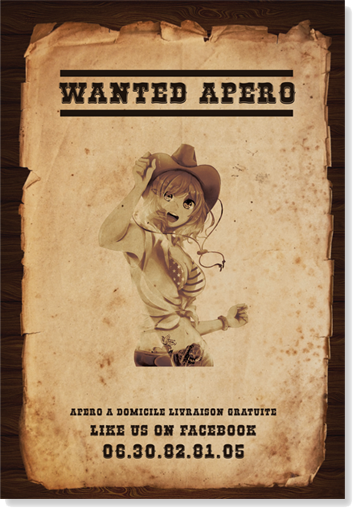 WANTED APERO
APERO A DOMICILE LIVRAISON GRATUITE
LIKE US ON FACEBOOK
06.30.82.81.05